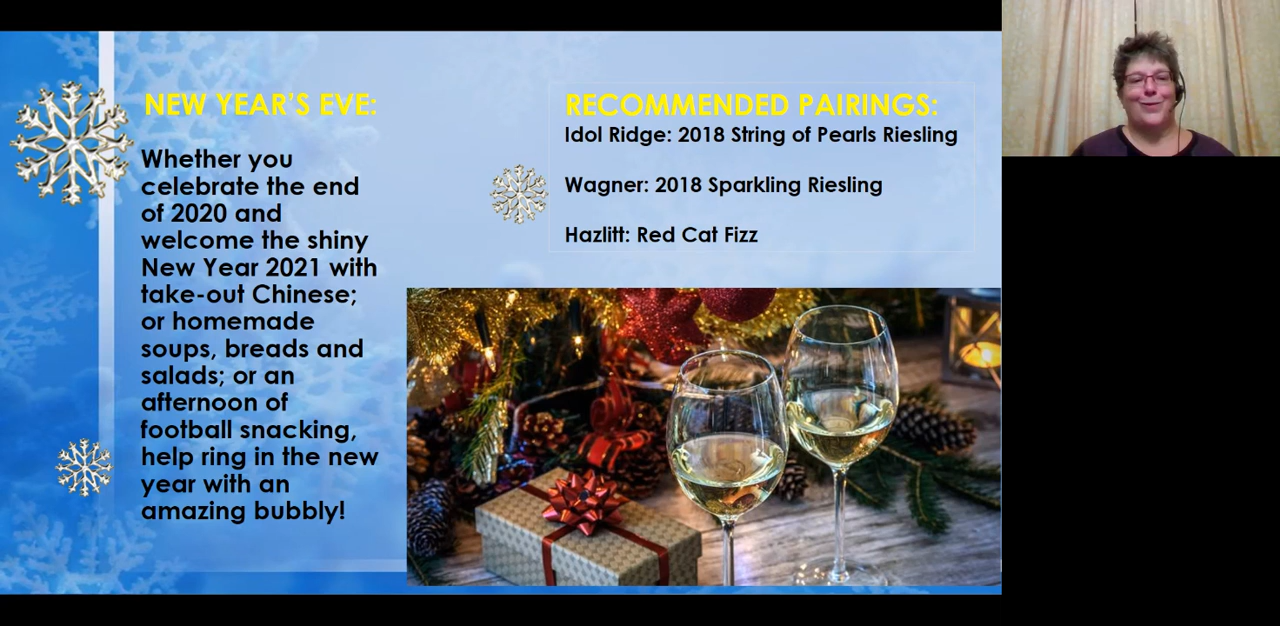 NEW YEAR'S EVE:
Whether you
celebrate the end
of 2020 and
welcome the shiny
New Year 2021 with
take-out Chinese;
or homemade
soups, breads and
salads; or an
afternoon of
football snacking,
help ring in the new
year with an
amazing bubbly!
RECOMMENDED PAIRINGS:
Idol Ridge: 2018 String of Pearls Riesling
Wagner: 2018 Sparkling Riesling
Hazlitt: Red Cat Fizz